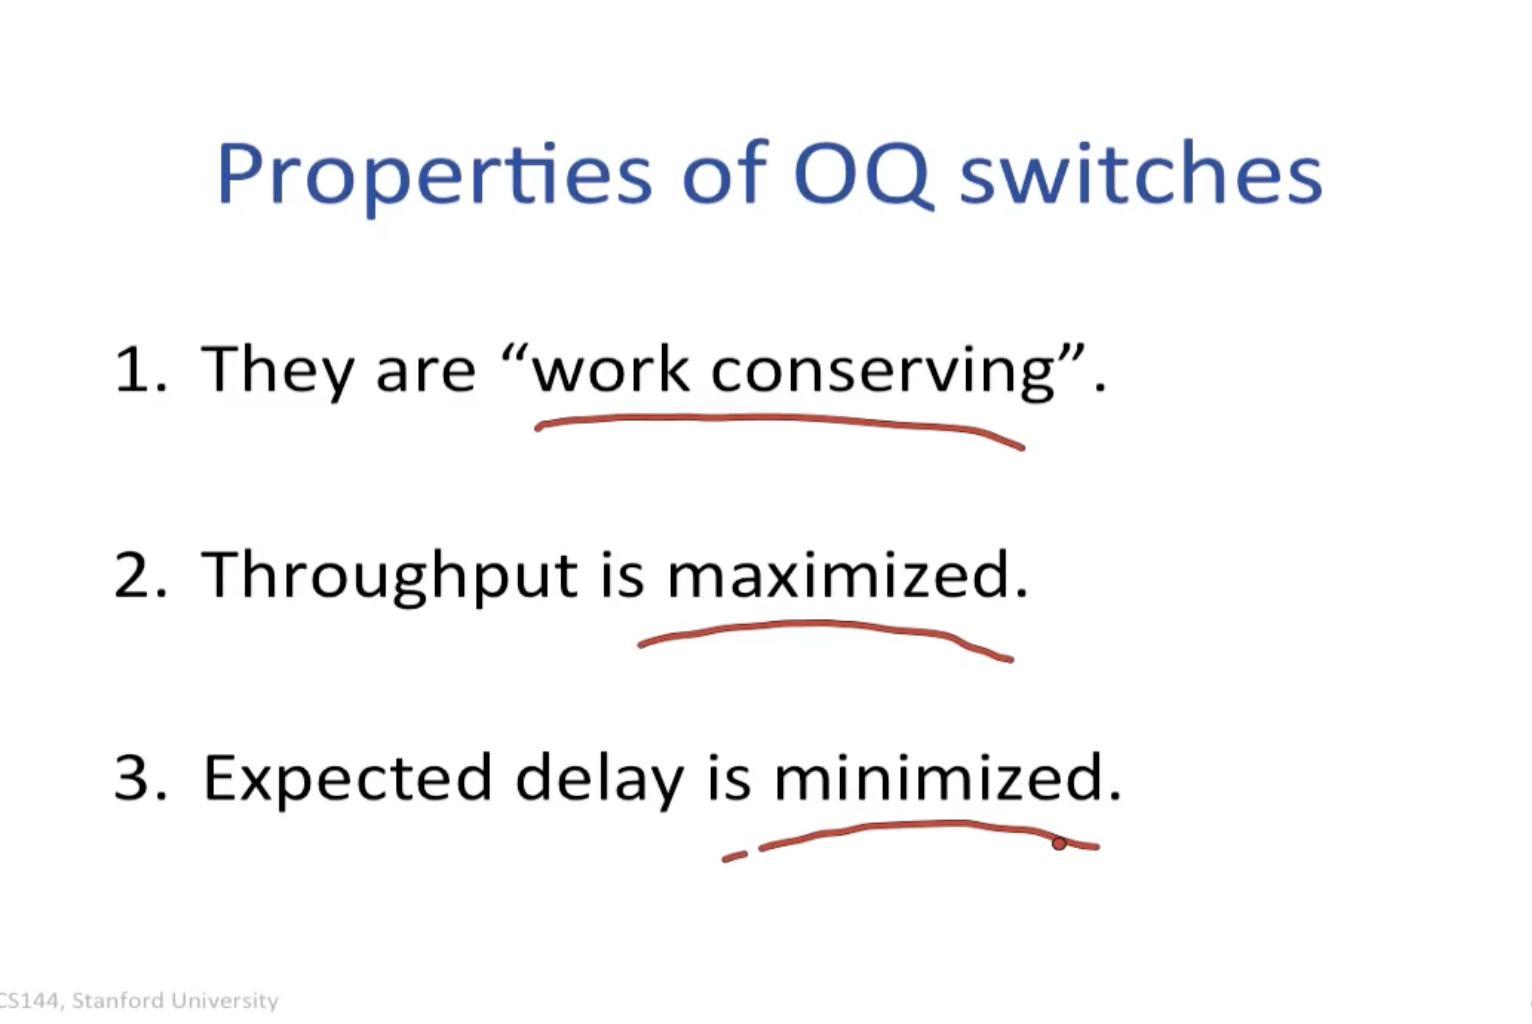 Properties of OQ switches
1. They are “work conserving”.
2. Throughput is maximized.
3. Expected delay is minimized.
CS144, Stanford University